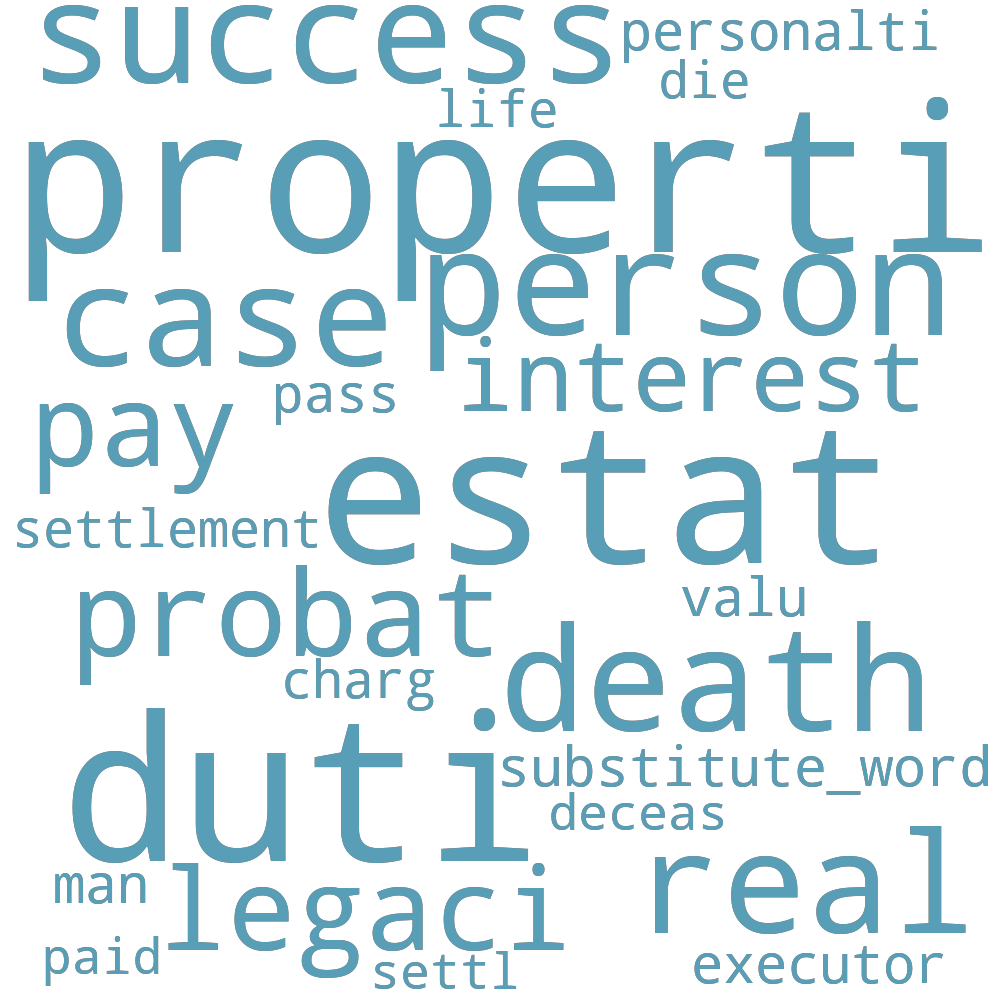 success
personalti
die
life
properti
person
case
interest
pass
pay
estat
settlement
probat
valu
charg
death
duti
substitute_word
deceas
real
man
legaci
paid
settl
executor